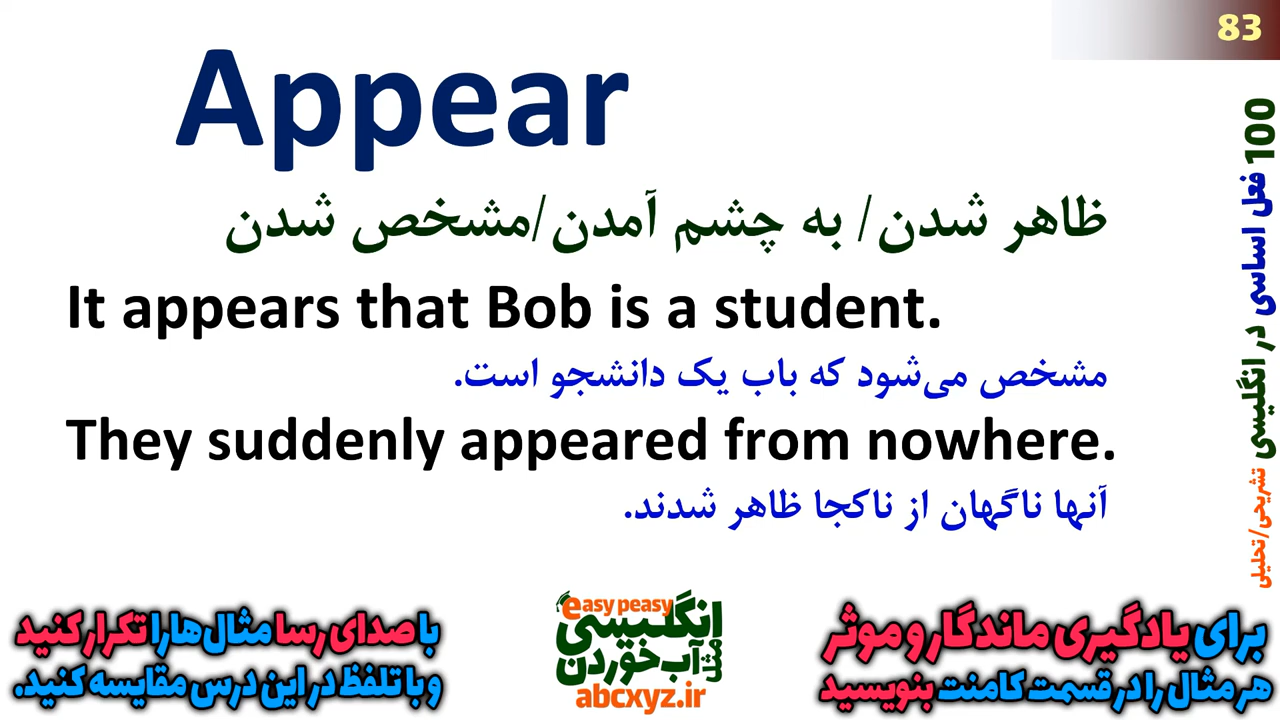 83
Appear
ظاهر شدن/ به چشم آمدن/مشخص شدن
It appears that Bob is a student.
مشخص می‌شود که باب یک دانشجو است.
They suddenly appeared from nowhere.
آنها ناگهان از ناکجا ظاهر شدند.
100 فعل اساسی در انگلیسی تشریحی/تحلیلی
برای یادگیری ماندگار و موثر
هر مثال را در قسمت کامنت بنویسید
easy peasy
انگلیسی
مثل آب خوردن
abcxyz.ir
با صدای رسا مثال‌ها را تکرار کنید
و با تلفظ در این درس مقایسه کنید.